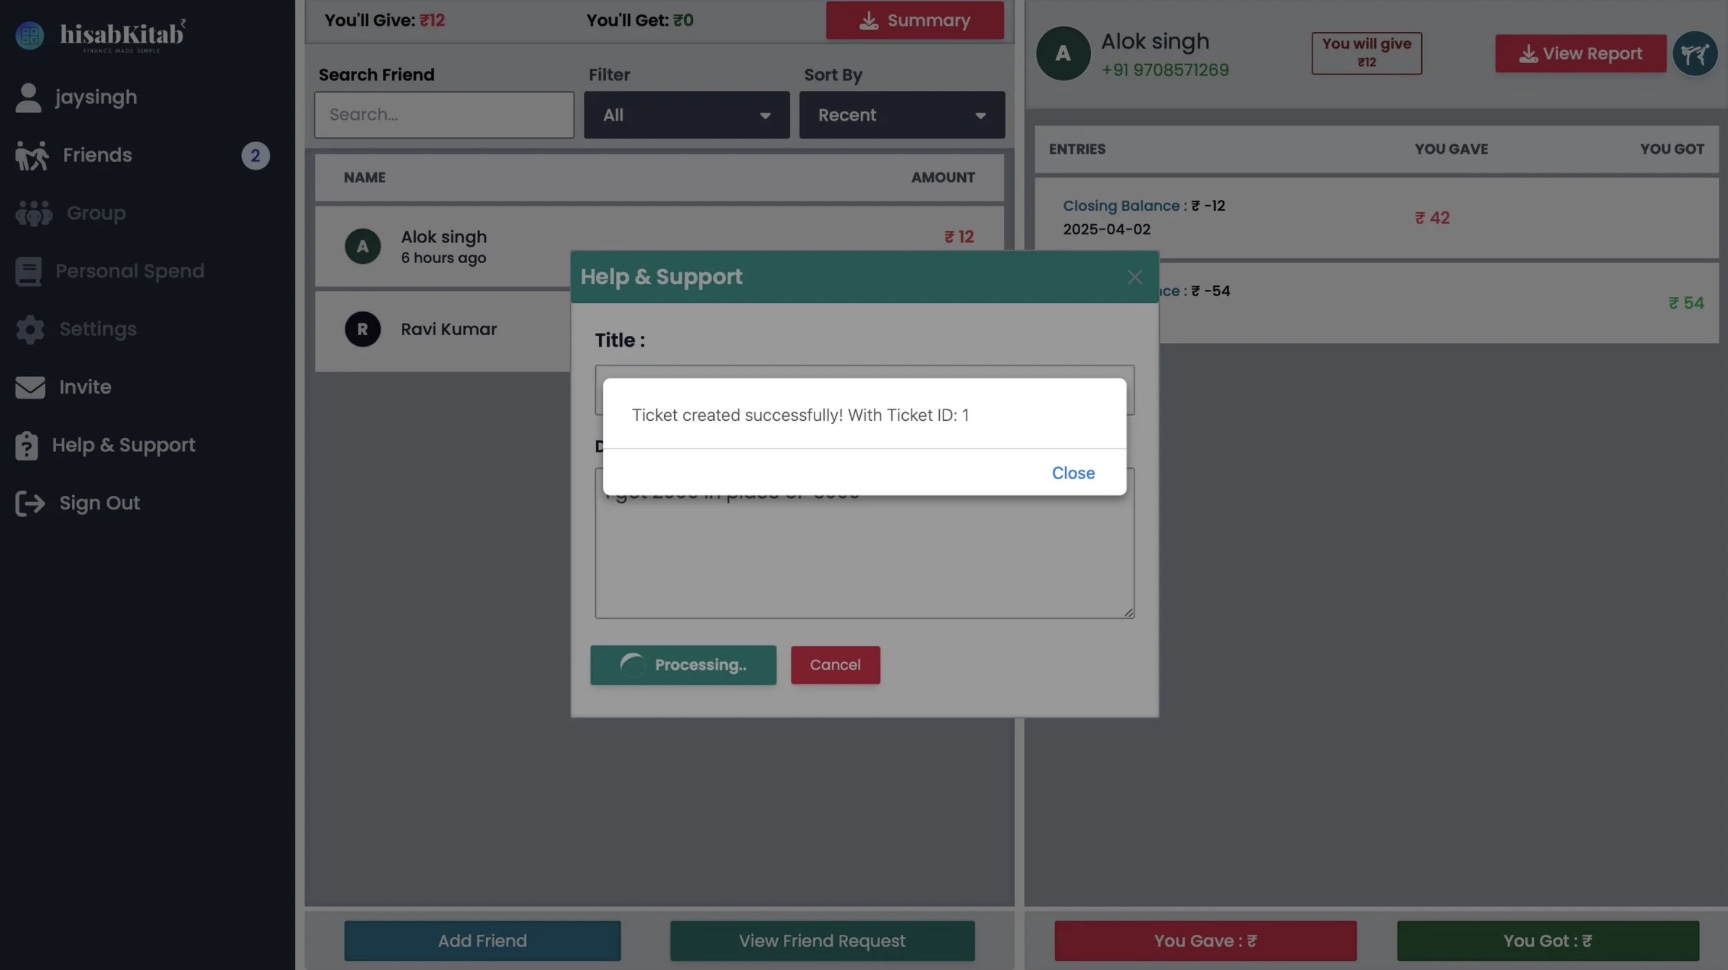 hisabKitab₹
FINANCE MADE SIMPLE
jaysingh
Friends
2
Group
Personal Spend
Settings
Invite
Help & Support
Sign Out
You'll Give: ₹12
You'll Get: ₹0
Summary
Search Friend
Filter
Sort By
Search...
All
Recent
NAME
AMOUNT
A
Alok singh
₹ 12
6 hours ago
R
Ravi Kumar
Add Friend
View Friend Request
A
Alok singh
+91 9708571269
You will give
₹12
View Report
ENTRIES
YOU GAVE
YOU GOT
Closing Balance : ₹ -12
2025-04-02
₹ 42
nce : ₹ -54
₹ 54
You Gave : ₹
You Got : ₹
Help & Support
Title :
Ticket created successfully! With Ticket ID: 1
Close
Processing..
Cancel